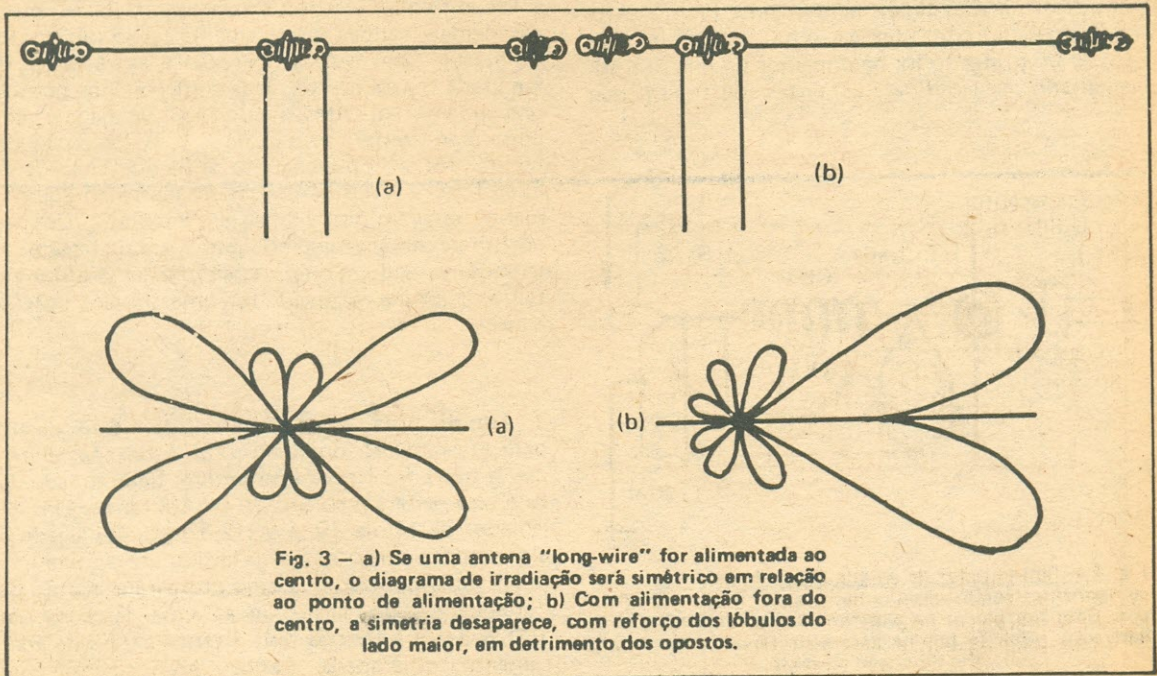 (a)
(b)
(a)
(b)
Fig. 3 — a) Se uma antena "long-wire" for alimentada ao
centro, o diagrama de irradiação será simétrico em relação
ao ponto de alimentação; b) Com alimentação fora do
centro, a simetria desaparece, com reforço dos lóbulos do
lado maior, em detrimento dos opostos.